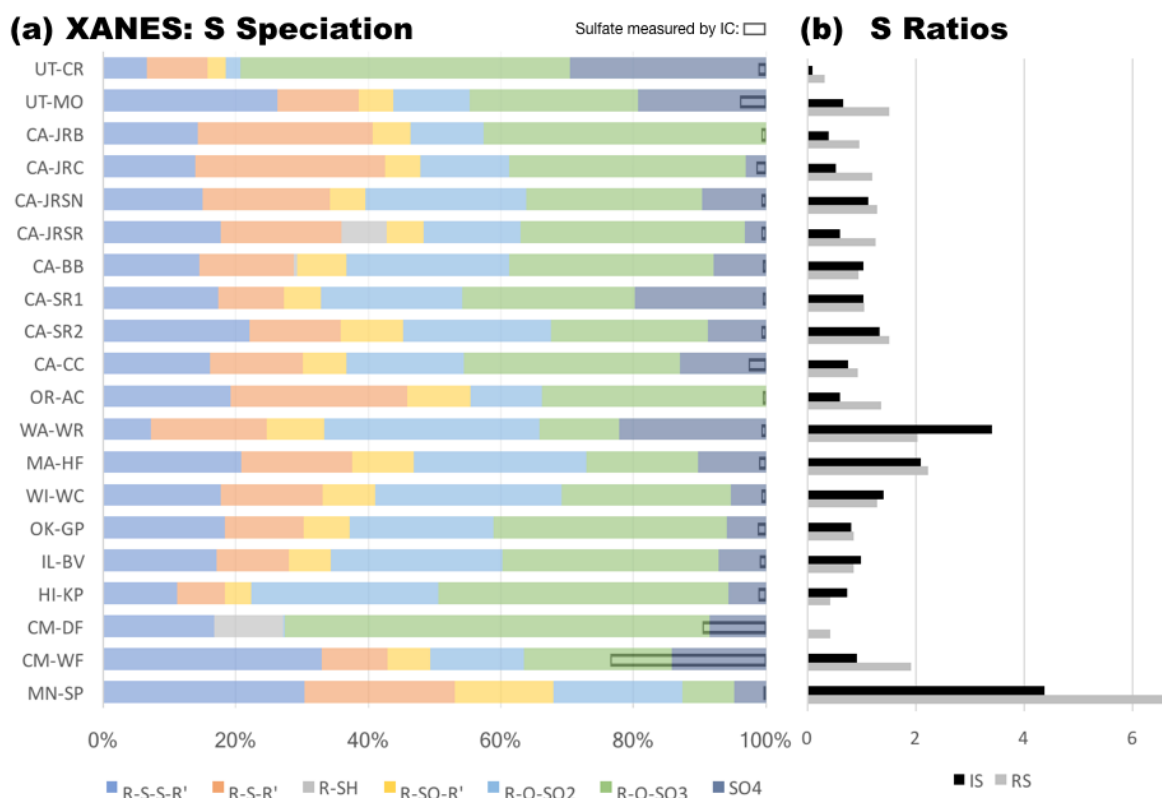 (a) XANES: S Speciation
Sulfate measured by IC:
(b) S Ratios
UT-CR
UT-MO
CA-JRB
CA-JRC
CA-JRSN
CA-JRSR
CA-BB
CA-SR1
CA-SR2
CA-CC
OR-AC
WA-WR
MA-HF
WI-WC
OK-GP
IL-BV
HI-KP
CM-DF
CM-WF
MN-SP
0% 20% 40% 60% 80% 100%
0 2 4 6
R-S-S-R' R-S-R' R-SH R-SO-R' R-O-SO2 R-O-SO3 SO4
IS RS